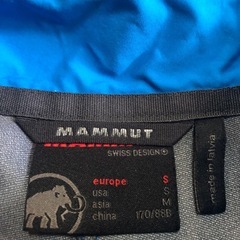 MAMMUT
SWISS DESIGN®
europe S
usa S
asia M
china 170/88B
made in latvia